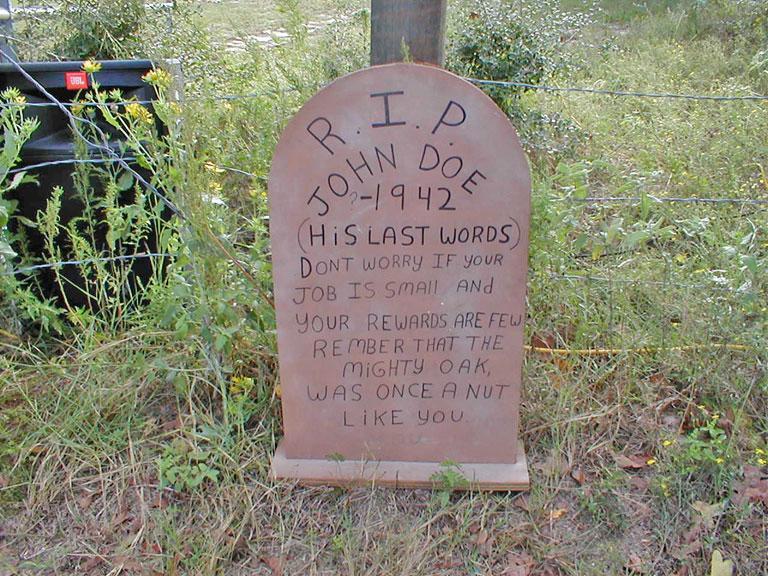 JBL
R.I.P.
JOHN DOE
?-1942
(HiS LAST WORDS)
DONT WORRY IF YOUR
JOB IS SMAll AND
YOUR REWARDS ARE FEW
REMBER THAT THE
MiGHTY OAK,
WAS ONCE A NUT
LiKE YOU.